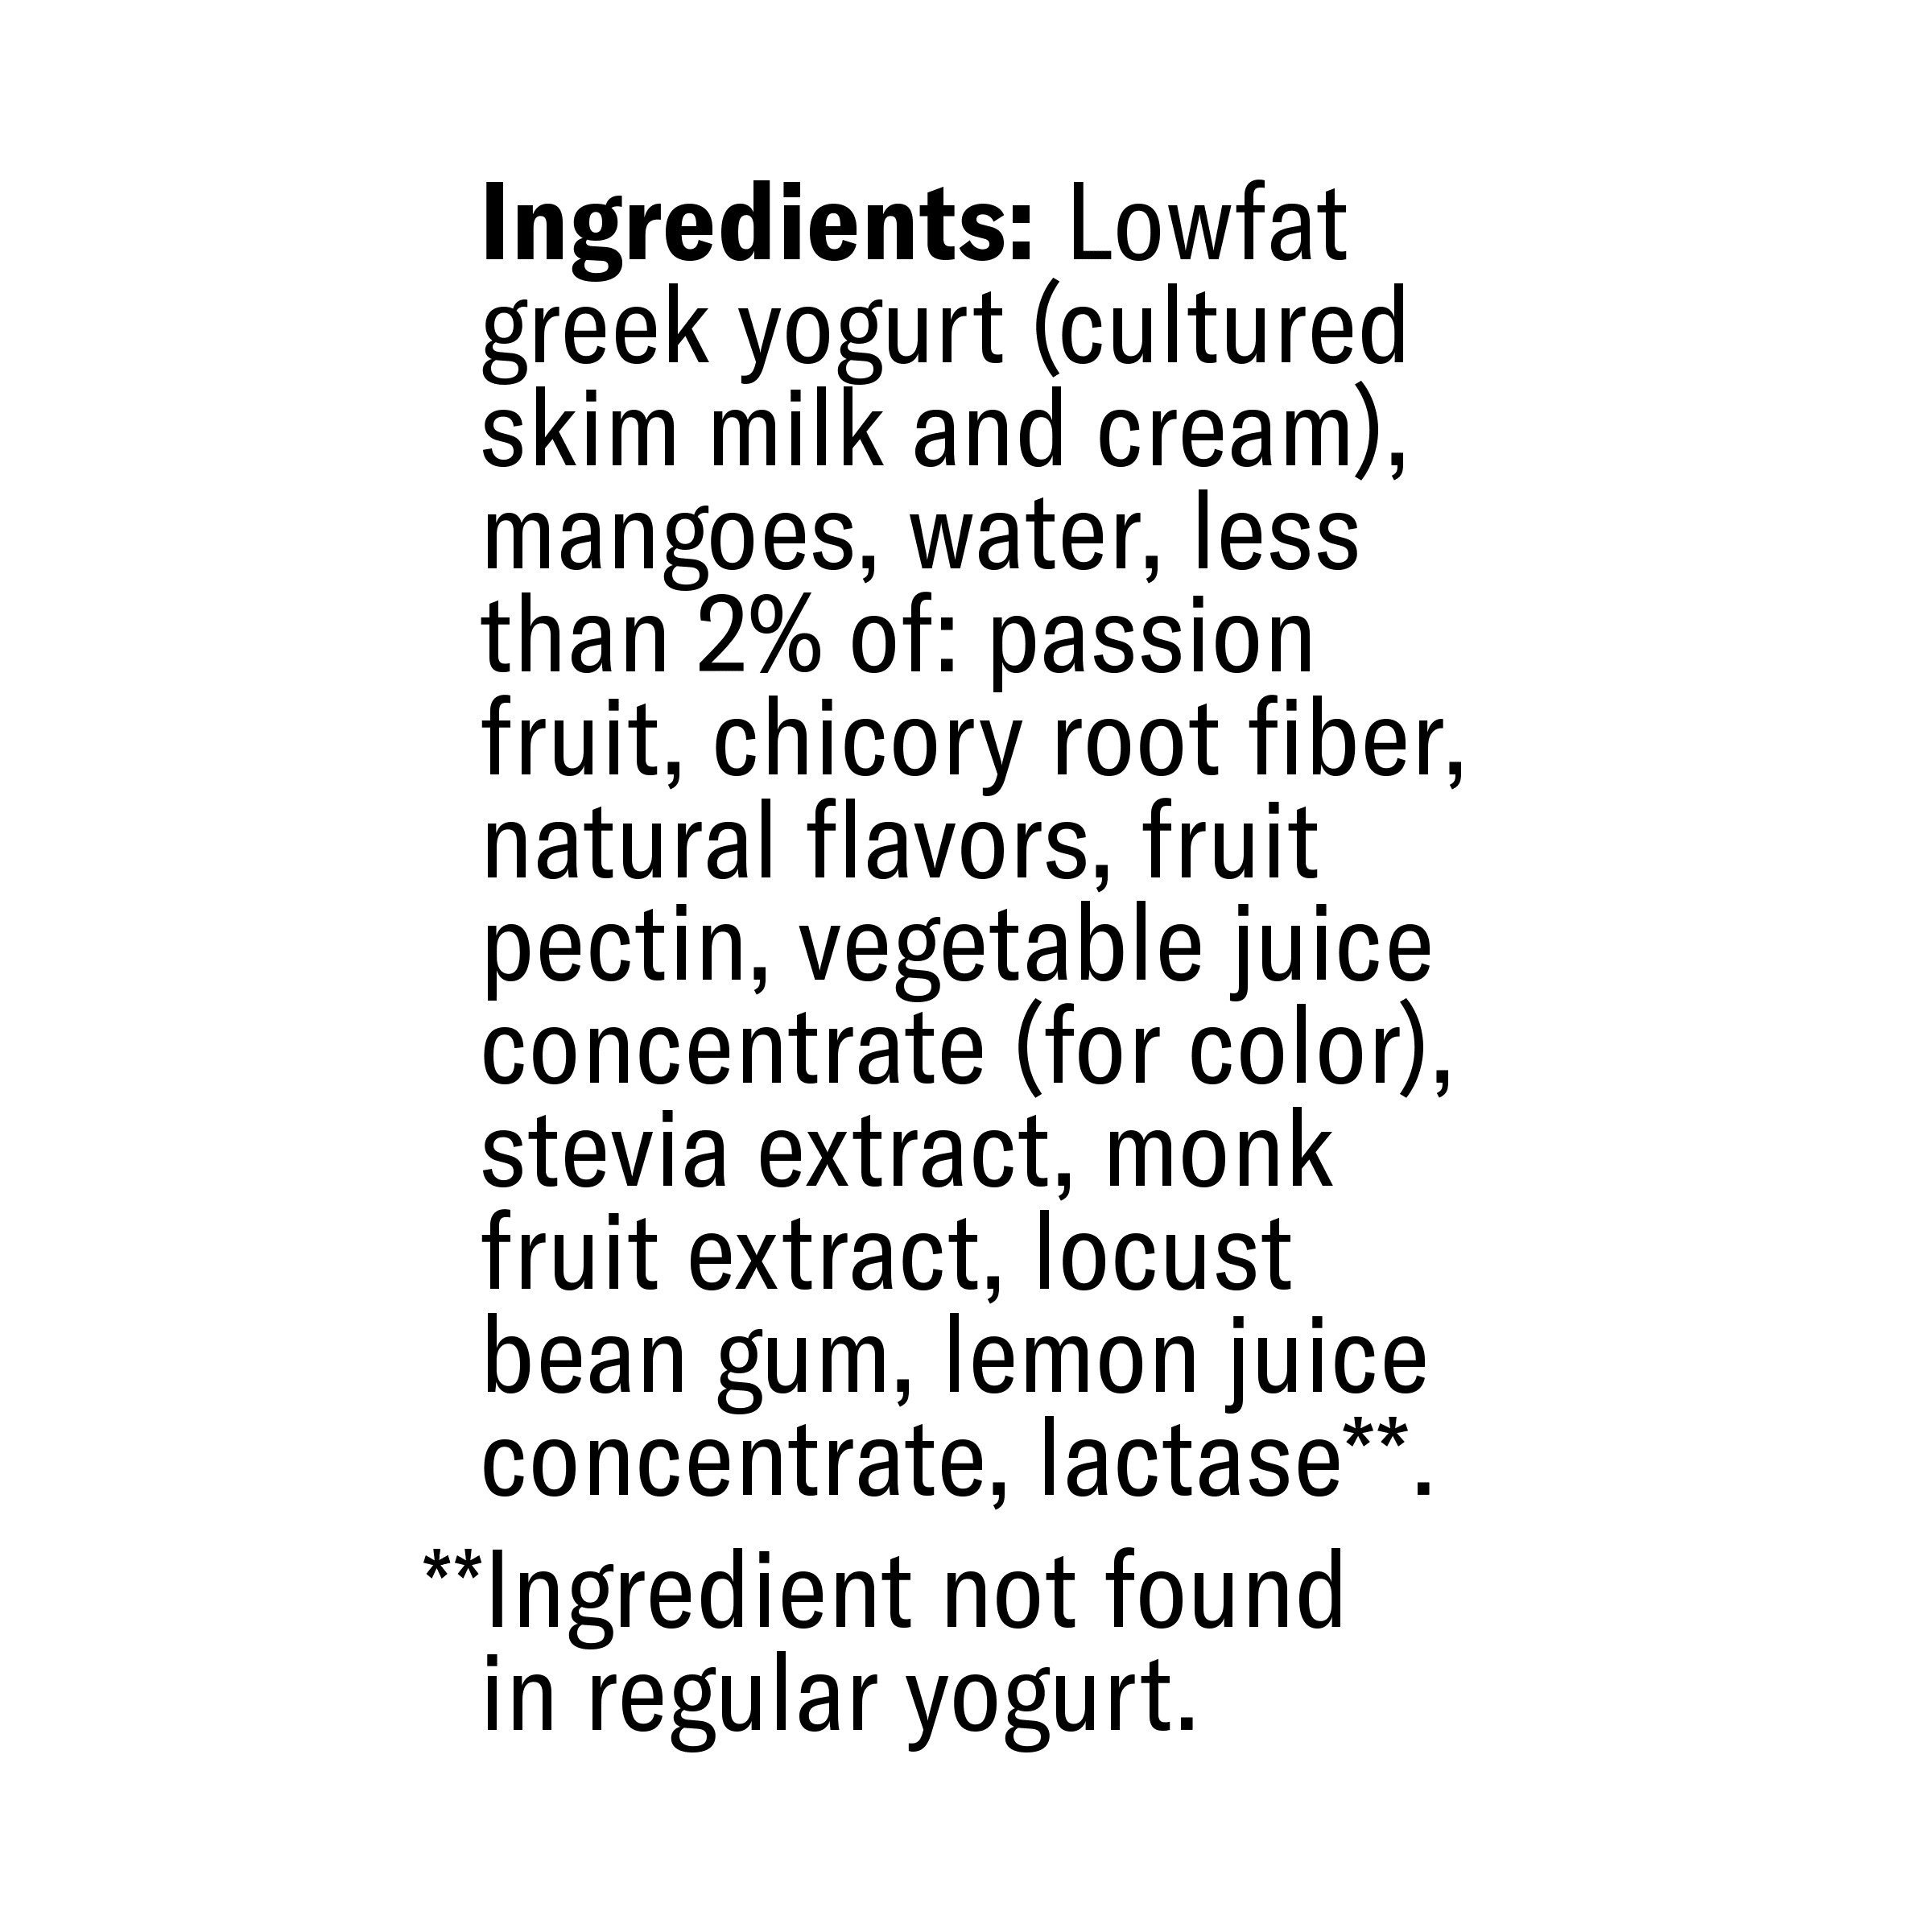 Ingredients: Lowfat
greek yogurt (cultured
skim milk and cream),
mangoes, water, less
than 2% of: passion
fruit, chicory root fiber,
natural flavors, fruit
pectin, vegetable juice
concentrate (for color),
stevia extract, monk
fruit extract, locust
bean gum, lemon juice
concentrate, lactase**.
**Ingredient not found
in regular yogurt.